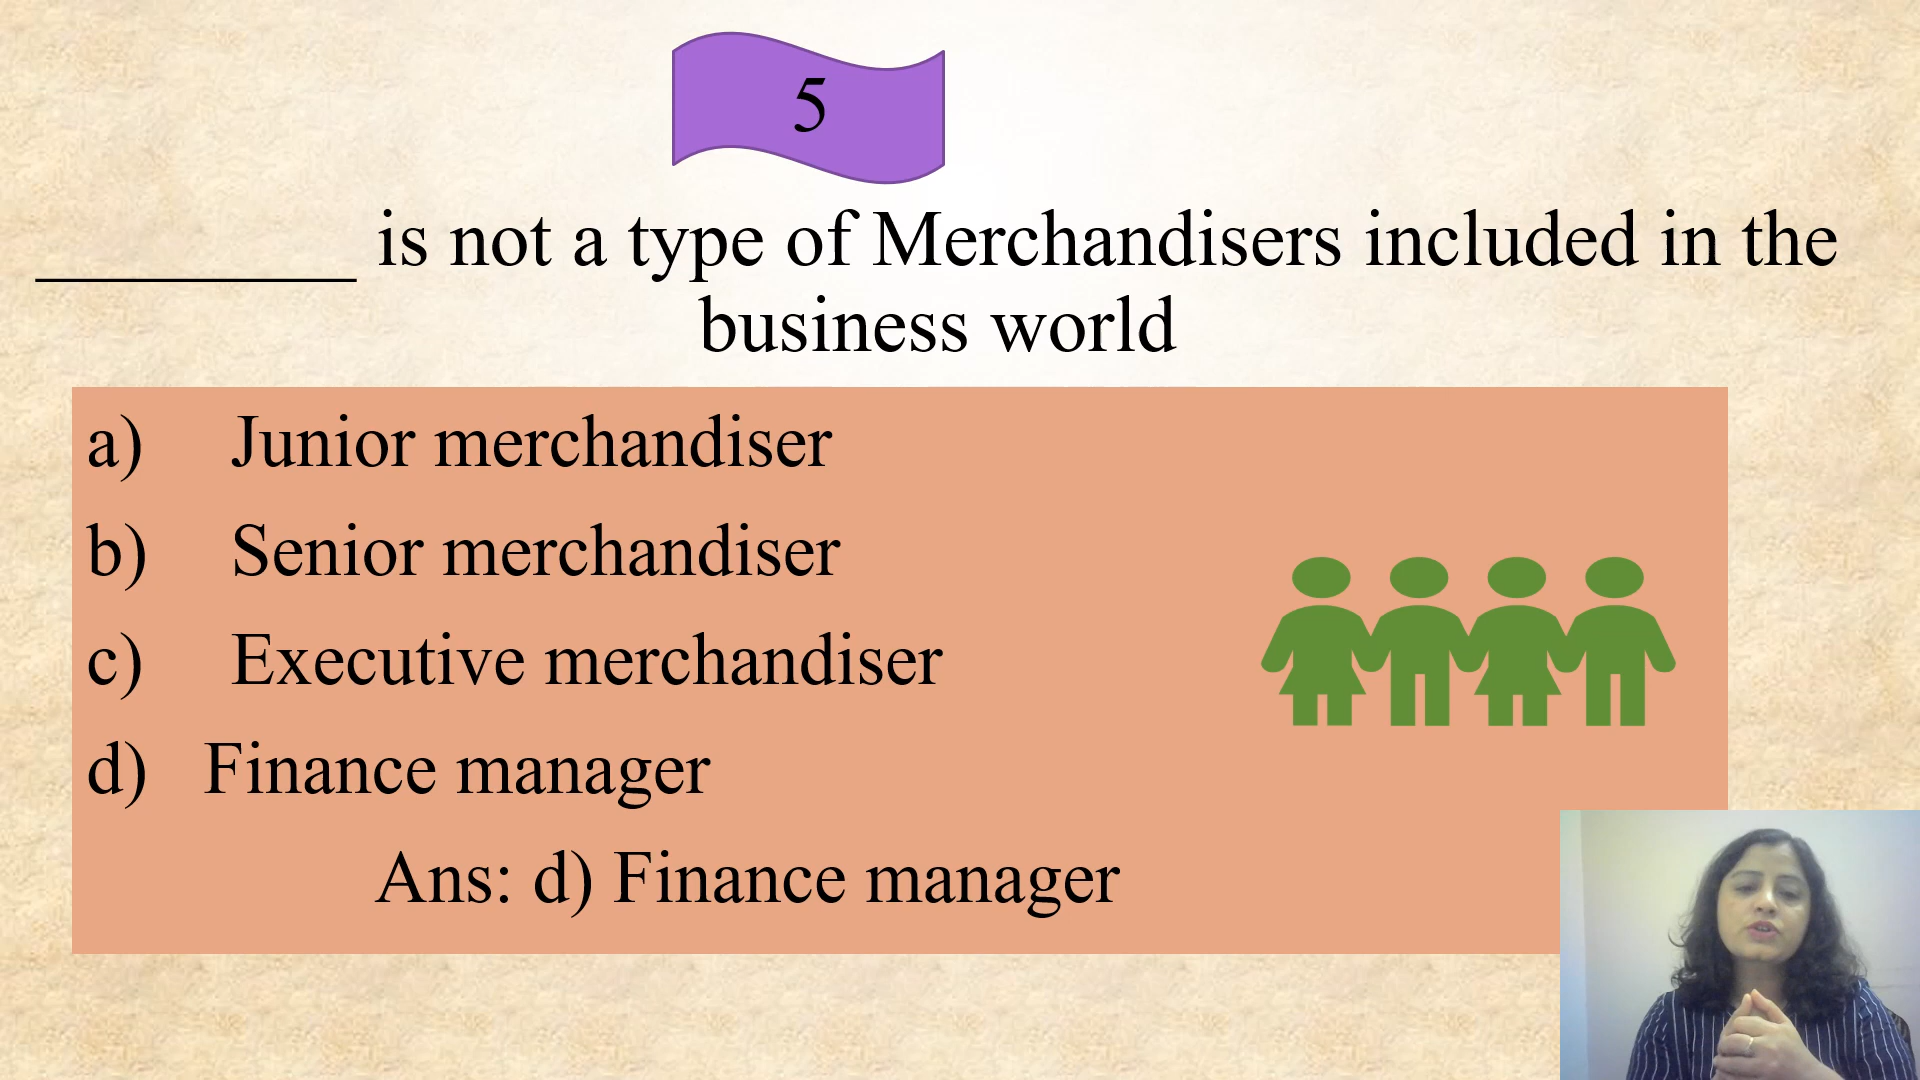 5
________ is not a type of Merchandisers included in the
business world
a) Junior merchandiser
b) Senior merchandiser
c) Executive merchandiser
d) Finance manager
Ans: d) Finance manager